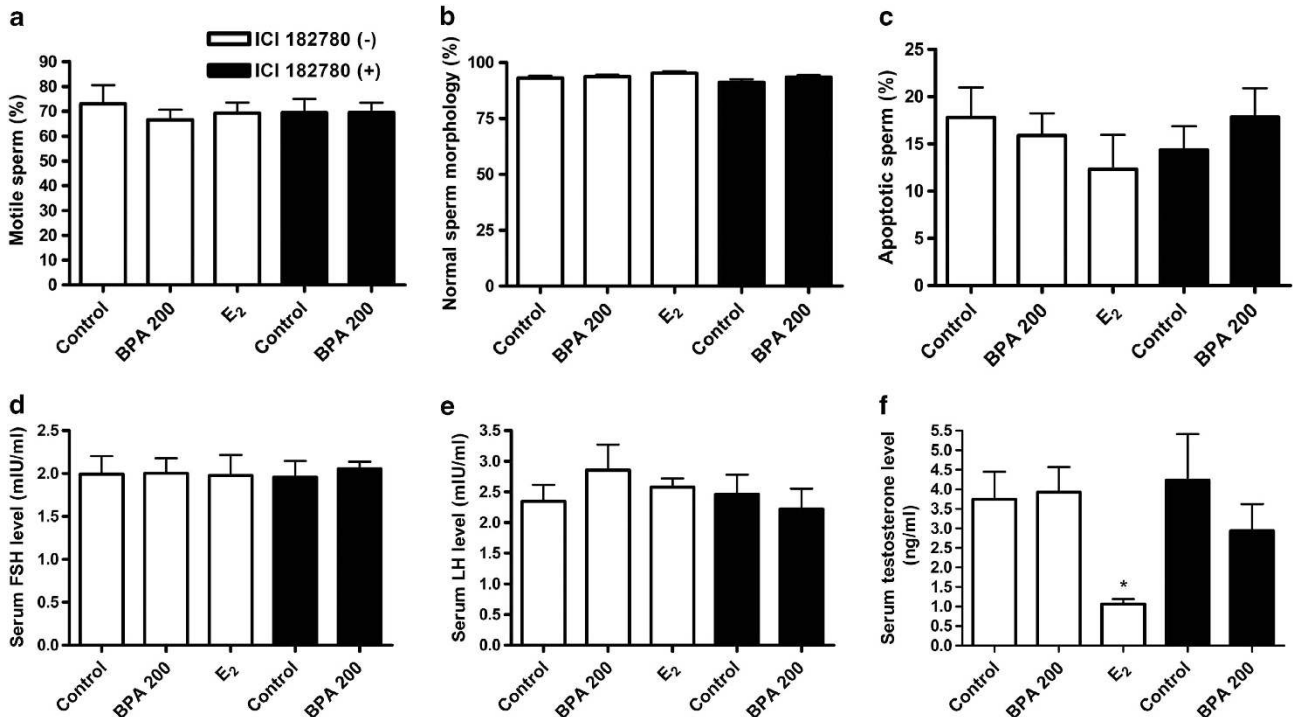 a
ICI 182780 (-)
ICI 182780 (+)
Motile sperm (%)
90
80
70
60
50
40
30
20
10
0
Control
BPA 200
E2
Control
BPA 200
b
Normal sperm morphology (%)
100
75
50
25
0
Control
BPA 200
E2
Control
BPA 200
c
Apoptotic sperm (%)
25
20
15
10
5
0
Control
BPA 200
E2
Control
BPA 200
d
Serum FSH level (mIU/ml)
2.5
2.0
1.5
1.0
0.5
0.0
Control
BPA 200
E2
Control
BPA 200
e
Serum LH level (mIU/ml)
3.5
3.0
2.5
2.0
1.5
1.0
0.5
0.0
Control
BPA 200
E2
Control
BPA 200
f
Serum testosterone level
(ng/ml)
5.5
5.0
4.5
4.0
3.5
3.0
2.5
2.0
1.5
1.0
0.5
0.0
*
Control
BPA 200
E2
Control
BPA 200